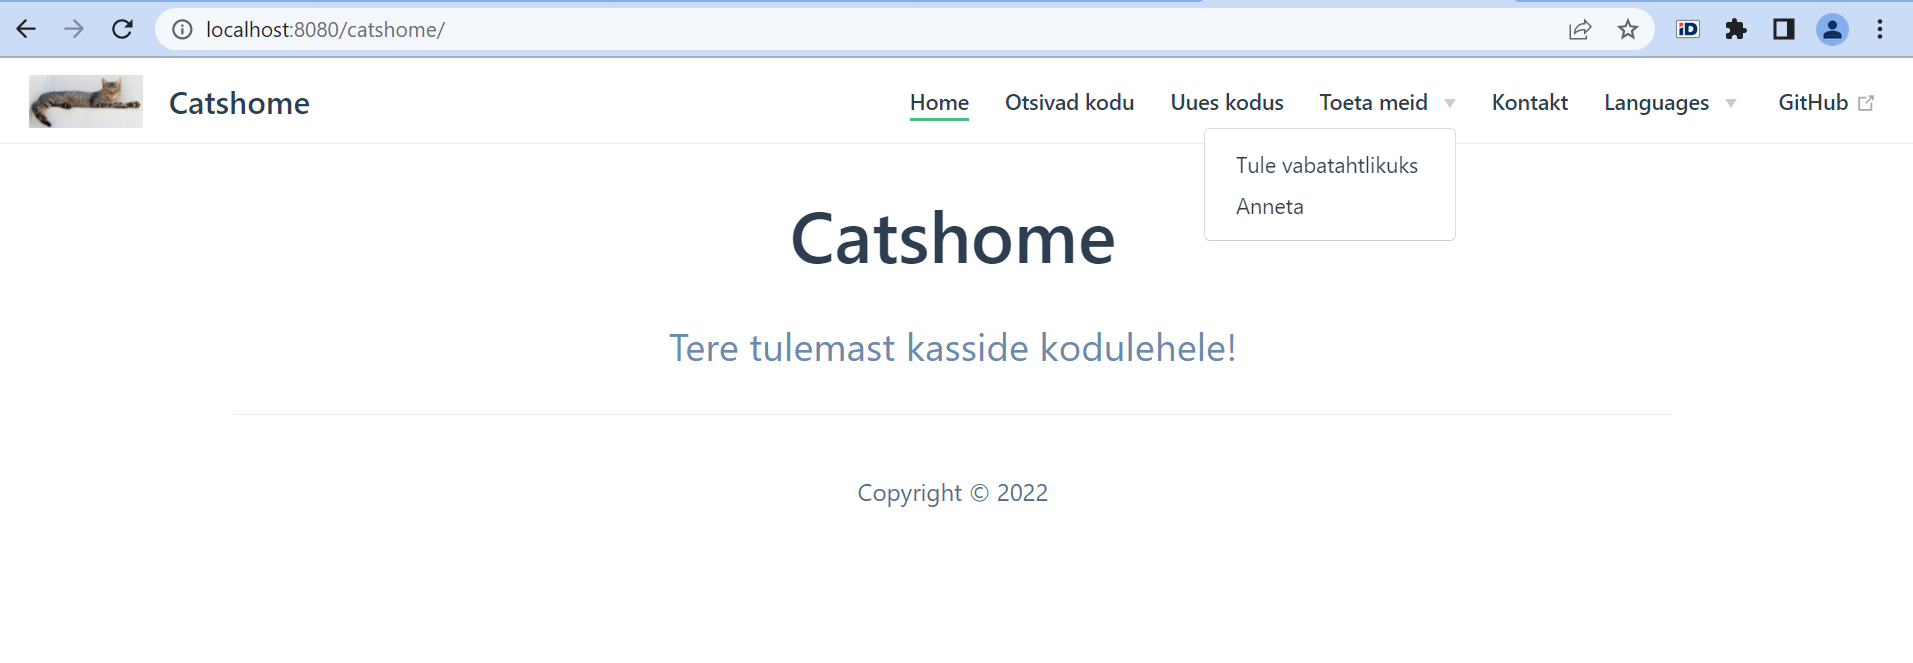 localhost:8080/catshome/
iD
Catshome
Home Otsivad kodu Uues kodus Toeta meid Kontakt Languages GitHub
Tule vabatahtlikuks
Anneta
Catshome
Tere tulemast kasside kodulehele!
Copyright © 2022